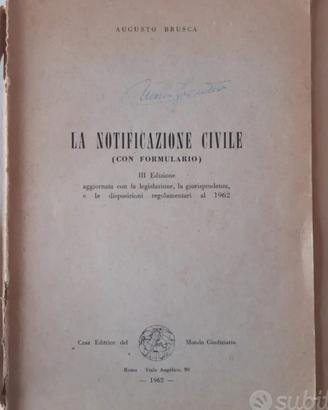 AUGUSTO BRUSCA
LA NOTIFICAZIONE CIVILE
(CON FORMULARIO)
III Edizione
aggiornata con la legislazione, la giurisprudenza,
e le disposizioni regolamentari al 1962
Casa Editrice del Mondo Giudiziario
Roma - Viale Angelico, 90
— 1962 —
subito